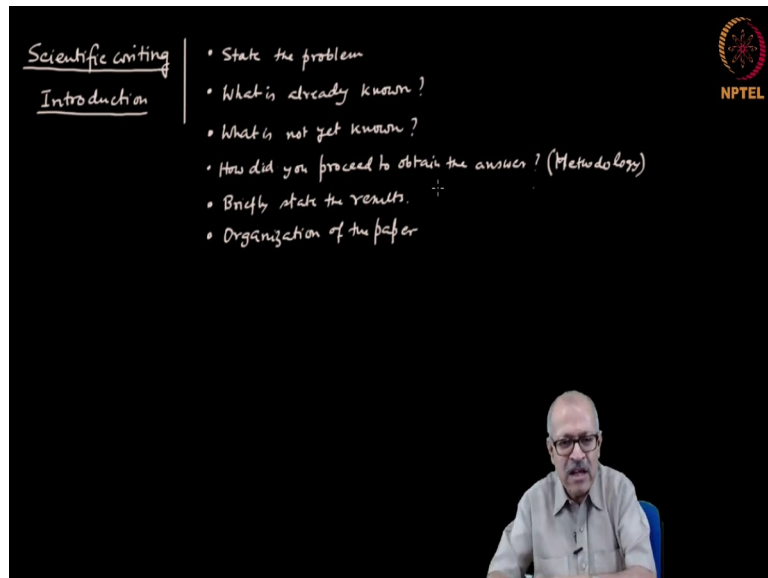 Scientific writing
Introduction
• State the problem
• What is already known?
• What is not yet known?
• How did you proceed to obtain the answer? (Methodology)
• Briefly state the results.
• Organization of the paper
NPTEL